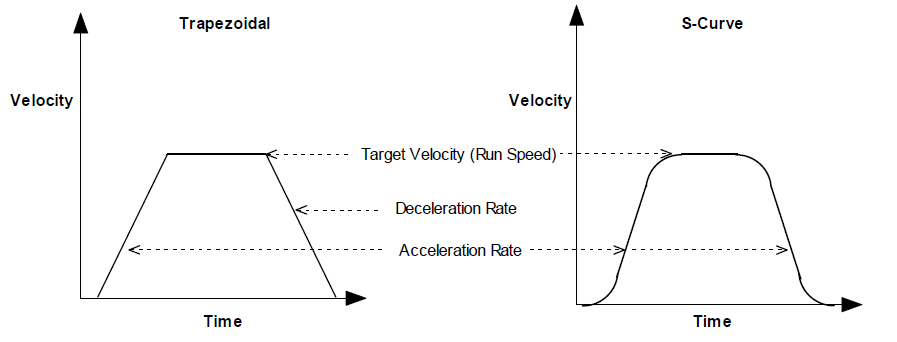 Trapezoidal
S-Curve
Velocity
Velocity
Target Velocity (Run Speed)
Deceleration Rate
Acceleration Rate
Time
Time